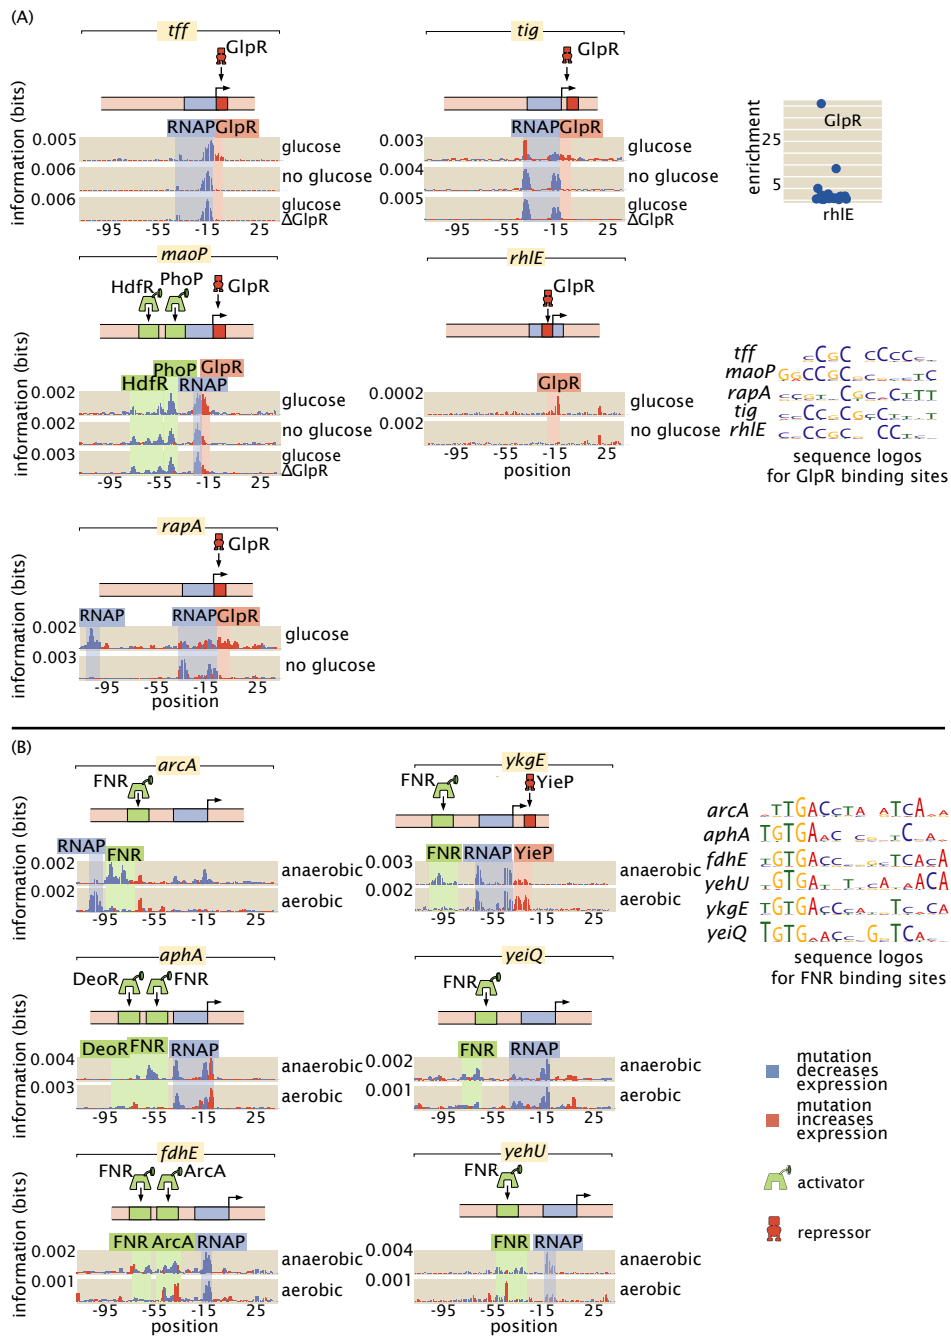 (A)
tff
GlpR
information (bits)
RNAP GlpR
0.005 glucose
0.006 no glucose
0.006 glucose
ΔGlpR
-95 -55 -15 25
tig
GlpR
RNAP GlpR
0.003 glucose
0.004 no glucose
0.005 glucose
ΔGlpR
-95 -55 -15 25
enrichment
GlpR
25
5
rhlE
maoP
HdfR PhoP GlpR
information (bits)
PhoP GlpR
HdfR RNAP
0.002 glucose
0.002 no glucose
0.003 glucose
ΔGlpR
-95 -55 -15 25
rhlE
GlpR
GlpR
0.0002 glucose
0.002 no glucose
-95 -55 -15 25
position
tff
maoP
rapA
tig
rhlE
sequence logos
for GlpR binding sites
rapA
GlpR
information (bits)
RNAP RNAP GlpR
0.002 glucose
0.003 no glucose
-95 -55 -15 25
position
(B)
arcA
FNR
information (bits)
RNAP FNR
0.002 anaerobic
0.002 aerobic
-95 -55 -15 25
ykgE
FNR YieP
FNR RNAP YieP
0.003 anaerobic
0.002 aerobic
-95 -55 -15 25
arcA
aphA
fdhE
yehU
ykgE
yeiQ
sequence logos
for FNR binding sites
aphA
DeoR FNR
information (bits)
DeoR FNR RNAP
0.004 anaerobic
0.003 aerobic
-95 -55 -15 25
yeiQ
FNR
FNR RNAP
0.002 anaerobic
0.001 aerobic
-95 -55 -15 25
mutation
decreases
expression
mutation
increases
expression
activator
repressor
fdhE
FNR ArcA
information (bits)
FNR ArcA RNAP
0.002 anaerobic
0.001 aerobic
-95 -55 -15 25
position
yehU
FNR
FNR RNAP
0.004 anaerobic
0.001 aerobic
-95 -55 -15 25
position